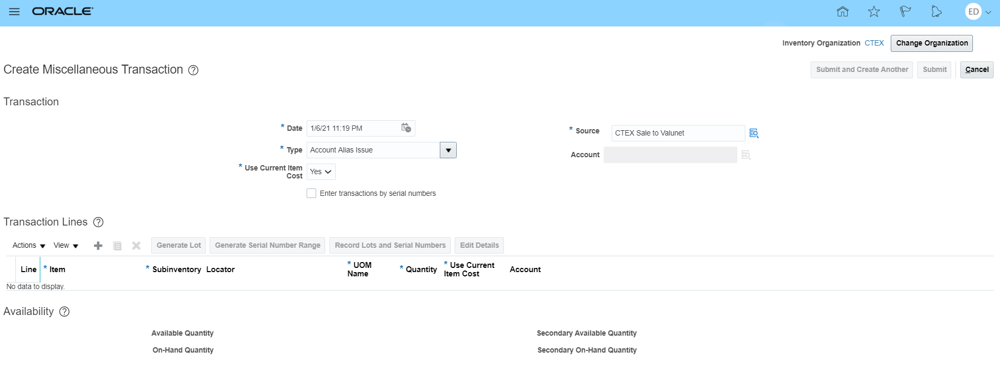 ORACLE
ED
Inventory Organization CTEX Change Organization
Create Miscellaneous Transaction ?
Submit and Create Another Submit Cancel
Transaction
* Date 1/6/21 11:19 PM
* Source CTEX Sale to Valunet
* Type Account Alias Issue
Account
* Use Current Item
Cost
Yes
Enter transactions by serial numbers
Transaction Lines ?
Actions View Generate Lot Generate Serial Number Range Record Lots and Serial Numbers Edit Details
Line * Item * Subinventory Locator * UOM Name * Quantity * Use Current Item Cost Account
No data to display.
Availability ?
Available Quantity Secondary Available Quantity
On-Hand Quantity Secondary On-Hand Quantity